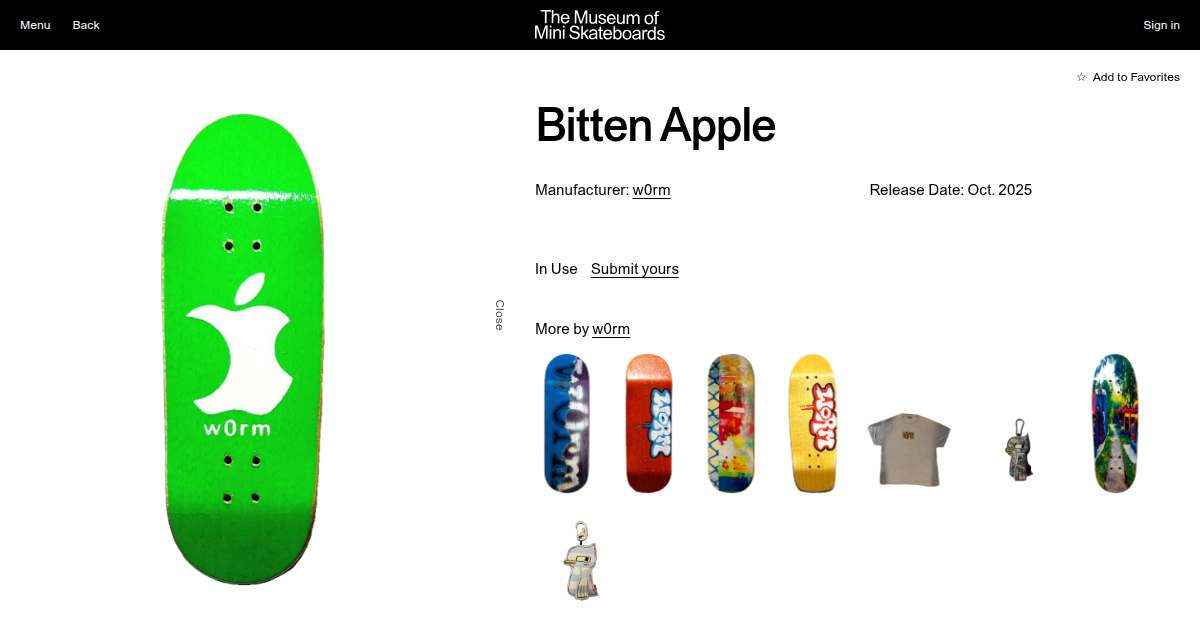 Menu
Back
The Museum of
Mini Skateboards
Sign in
☆ Add to Favorites
Bitten Apple
Manufacturer: w0rm
Release Date: Oct. 2025
In Use Submit yours
Close
More by w0rm
w0rm